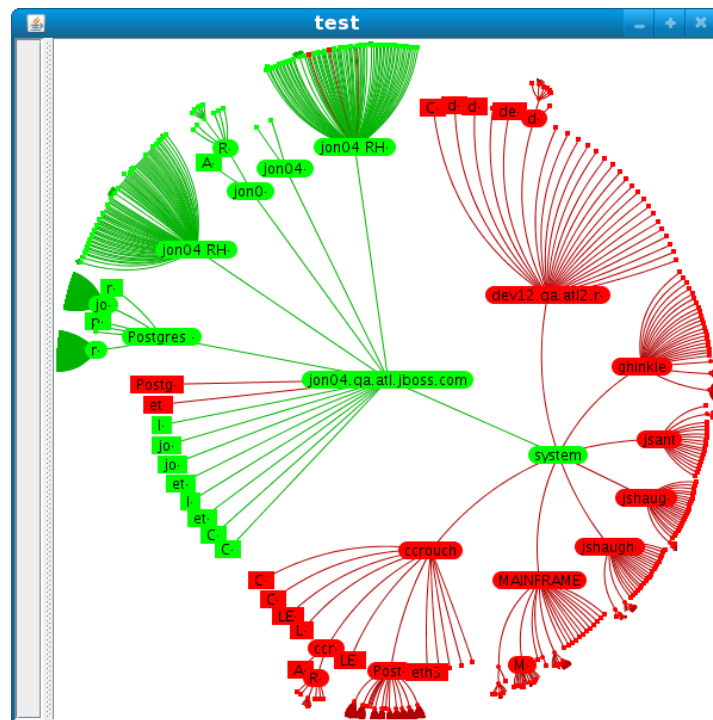 test
jon04 RH·
C·
d·
d·
de·
d·
R·
A·
jon04·
jon0·
jon04 RH·
r·
jo·
p·
r·
Postgres ·
dev12.qa.atl2.r·
ghinkle
jon04.qa.atl.jboss.com
Postg·
et·
l·
jo·
jo·
et·
l·
et·
C·
C·
jsant
system
jshaug·
jshaugh·
ccrouch
MAINFRAME
C·
C·
LE·
L·
ccr·
LE·
A·
R·
Post·
eth5
M·